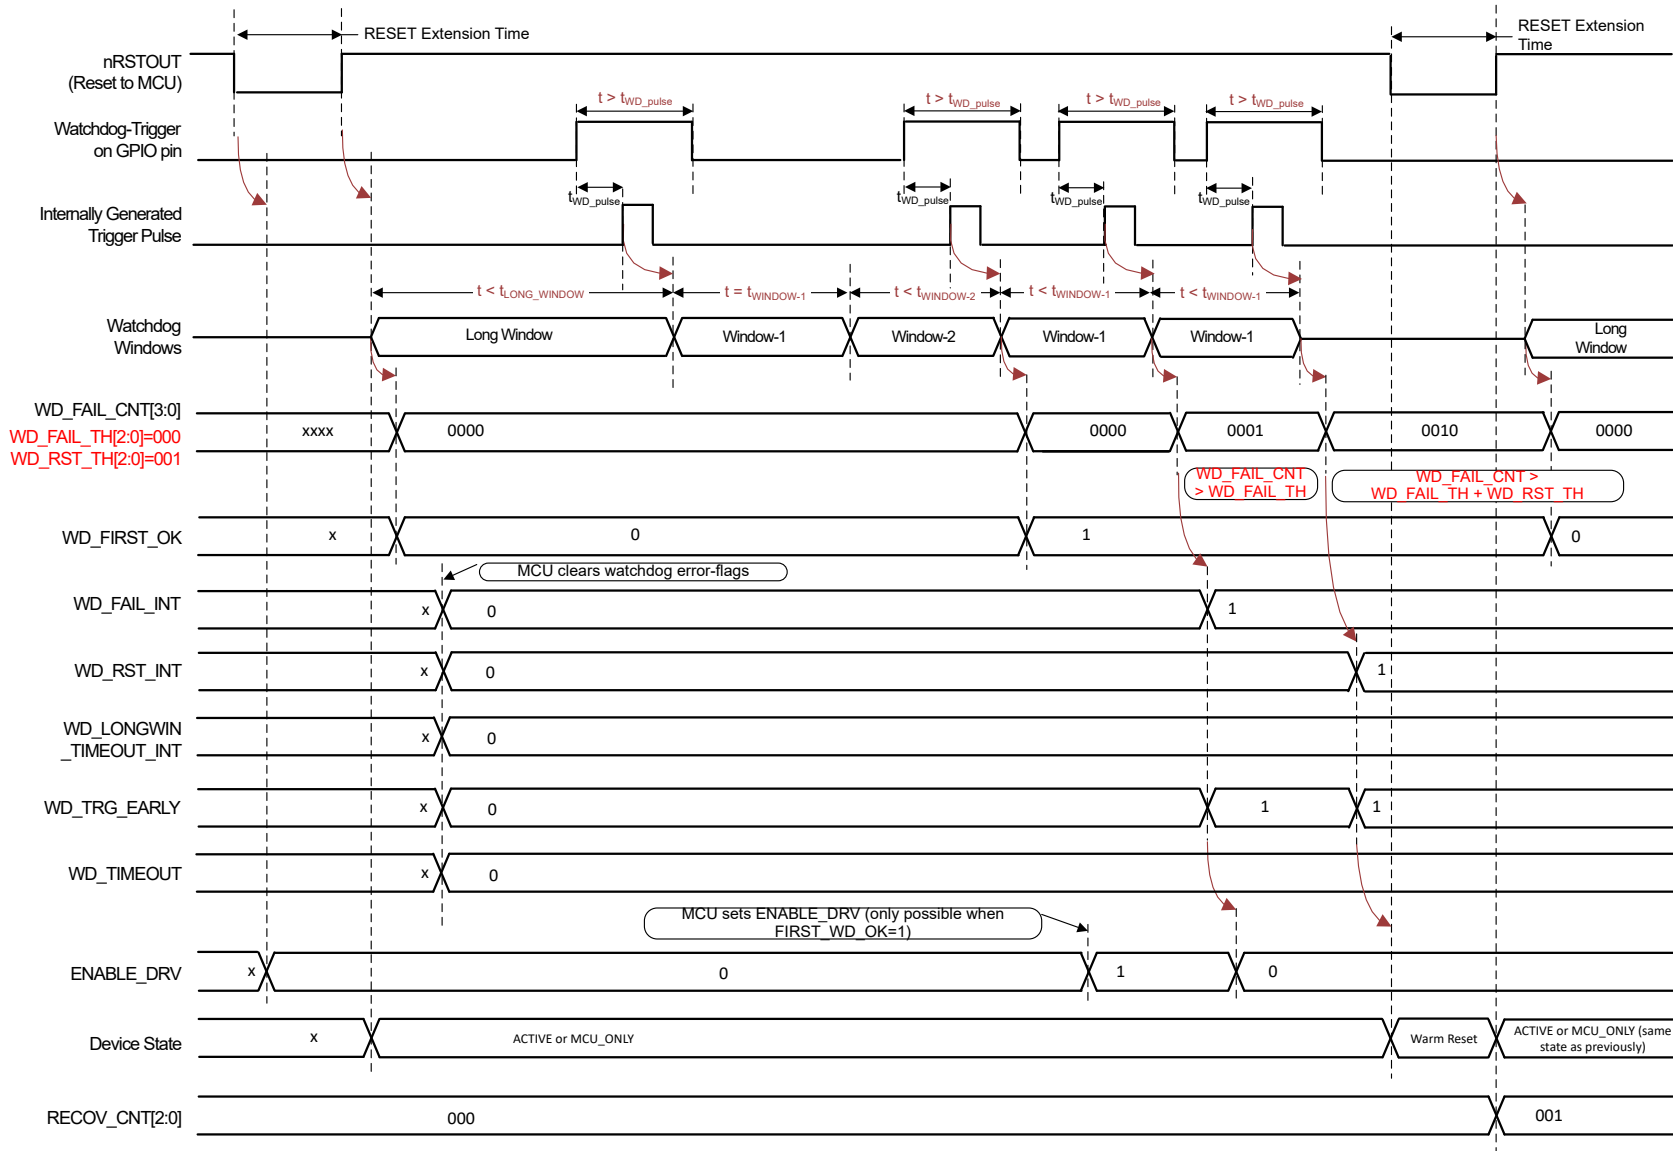 RESET Extension Time
RESET Extension
Time
nRSTOUT
(Reset to MCU)
t > tWD_pulse
t > tWD_pulse
t > tWD_pulse
t > tWD_pulse
Watchdog-Trigger
on GPIO pin
tWD_pulse
tWD_pulse
tWD_pulse
tWD_pulse
Internally Generated
Trigger Pulse
t < tLONG_WINDOW
t = tWINDOW-1
t < tWINDOW-2
t < tWINDOW-1
t < tWINDOW-1
Watchdog
Windows
Long Window
Window-1
Window-2
Window-1
Window-1
Long
Window
WD_FAIL_CNT[3:0]
WD_FAIL_TH[2:0]=000
WD_RST_TH[2:0]=001
xxxx
0000
0000
0001
0010
0000
WD_FAIL_CNT
> WD_FAIL_TH
WD_FAIL_CNT >
WD_FAIL_TH + WD_RST_TH
WD_FIRST_OK
x
0
1
0
MCU clears watchdog error-flags
WD_FAIL_INT
x
0
1
WD_RST_INT
x
0
1
WD_LONGWIN
_TIMEOUT_INT
x
0
WD_TRG_EARLY
x
0
1
1
WD_TIMEOUT
x
0
MCU sets ENABLE_DRV (only possible when
FIRST_WD_OK=1)
ENABLE_DRV
x
0
1
0
Device State
x
ACTIVE or MCU_ONLY
Warm Reset
ACTIVE or MCU_ONLY (same
state as previously)
RECOV_CNT[2:0]
000
001